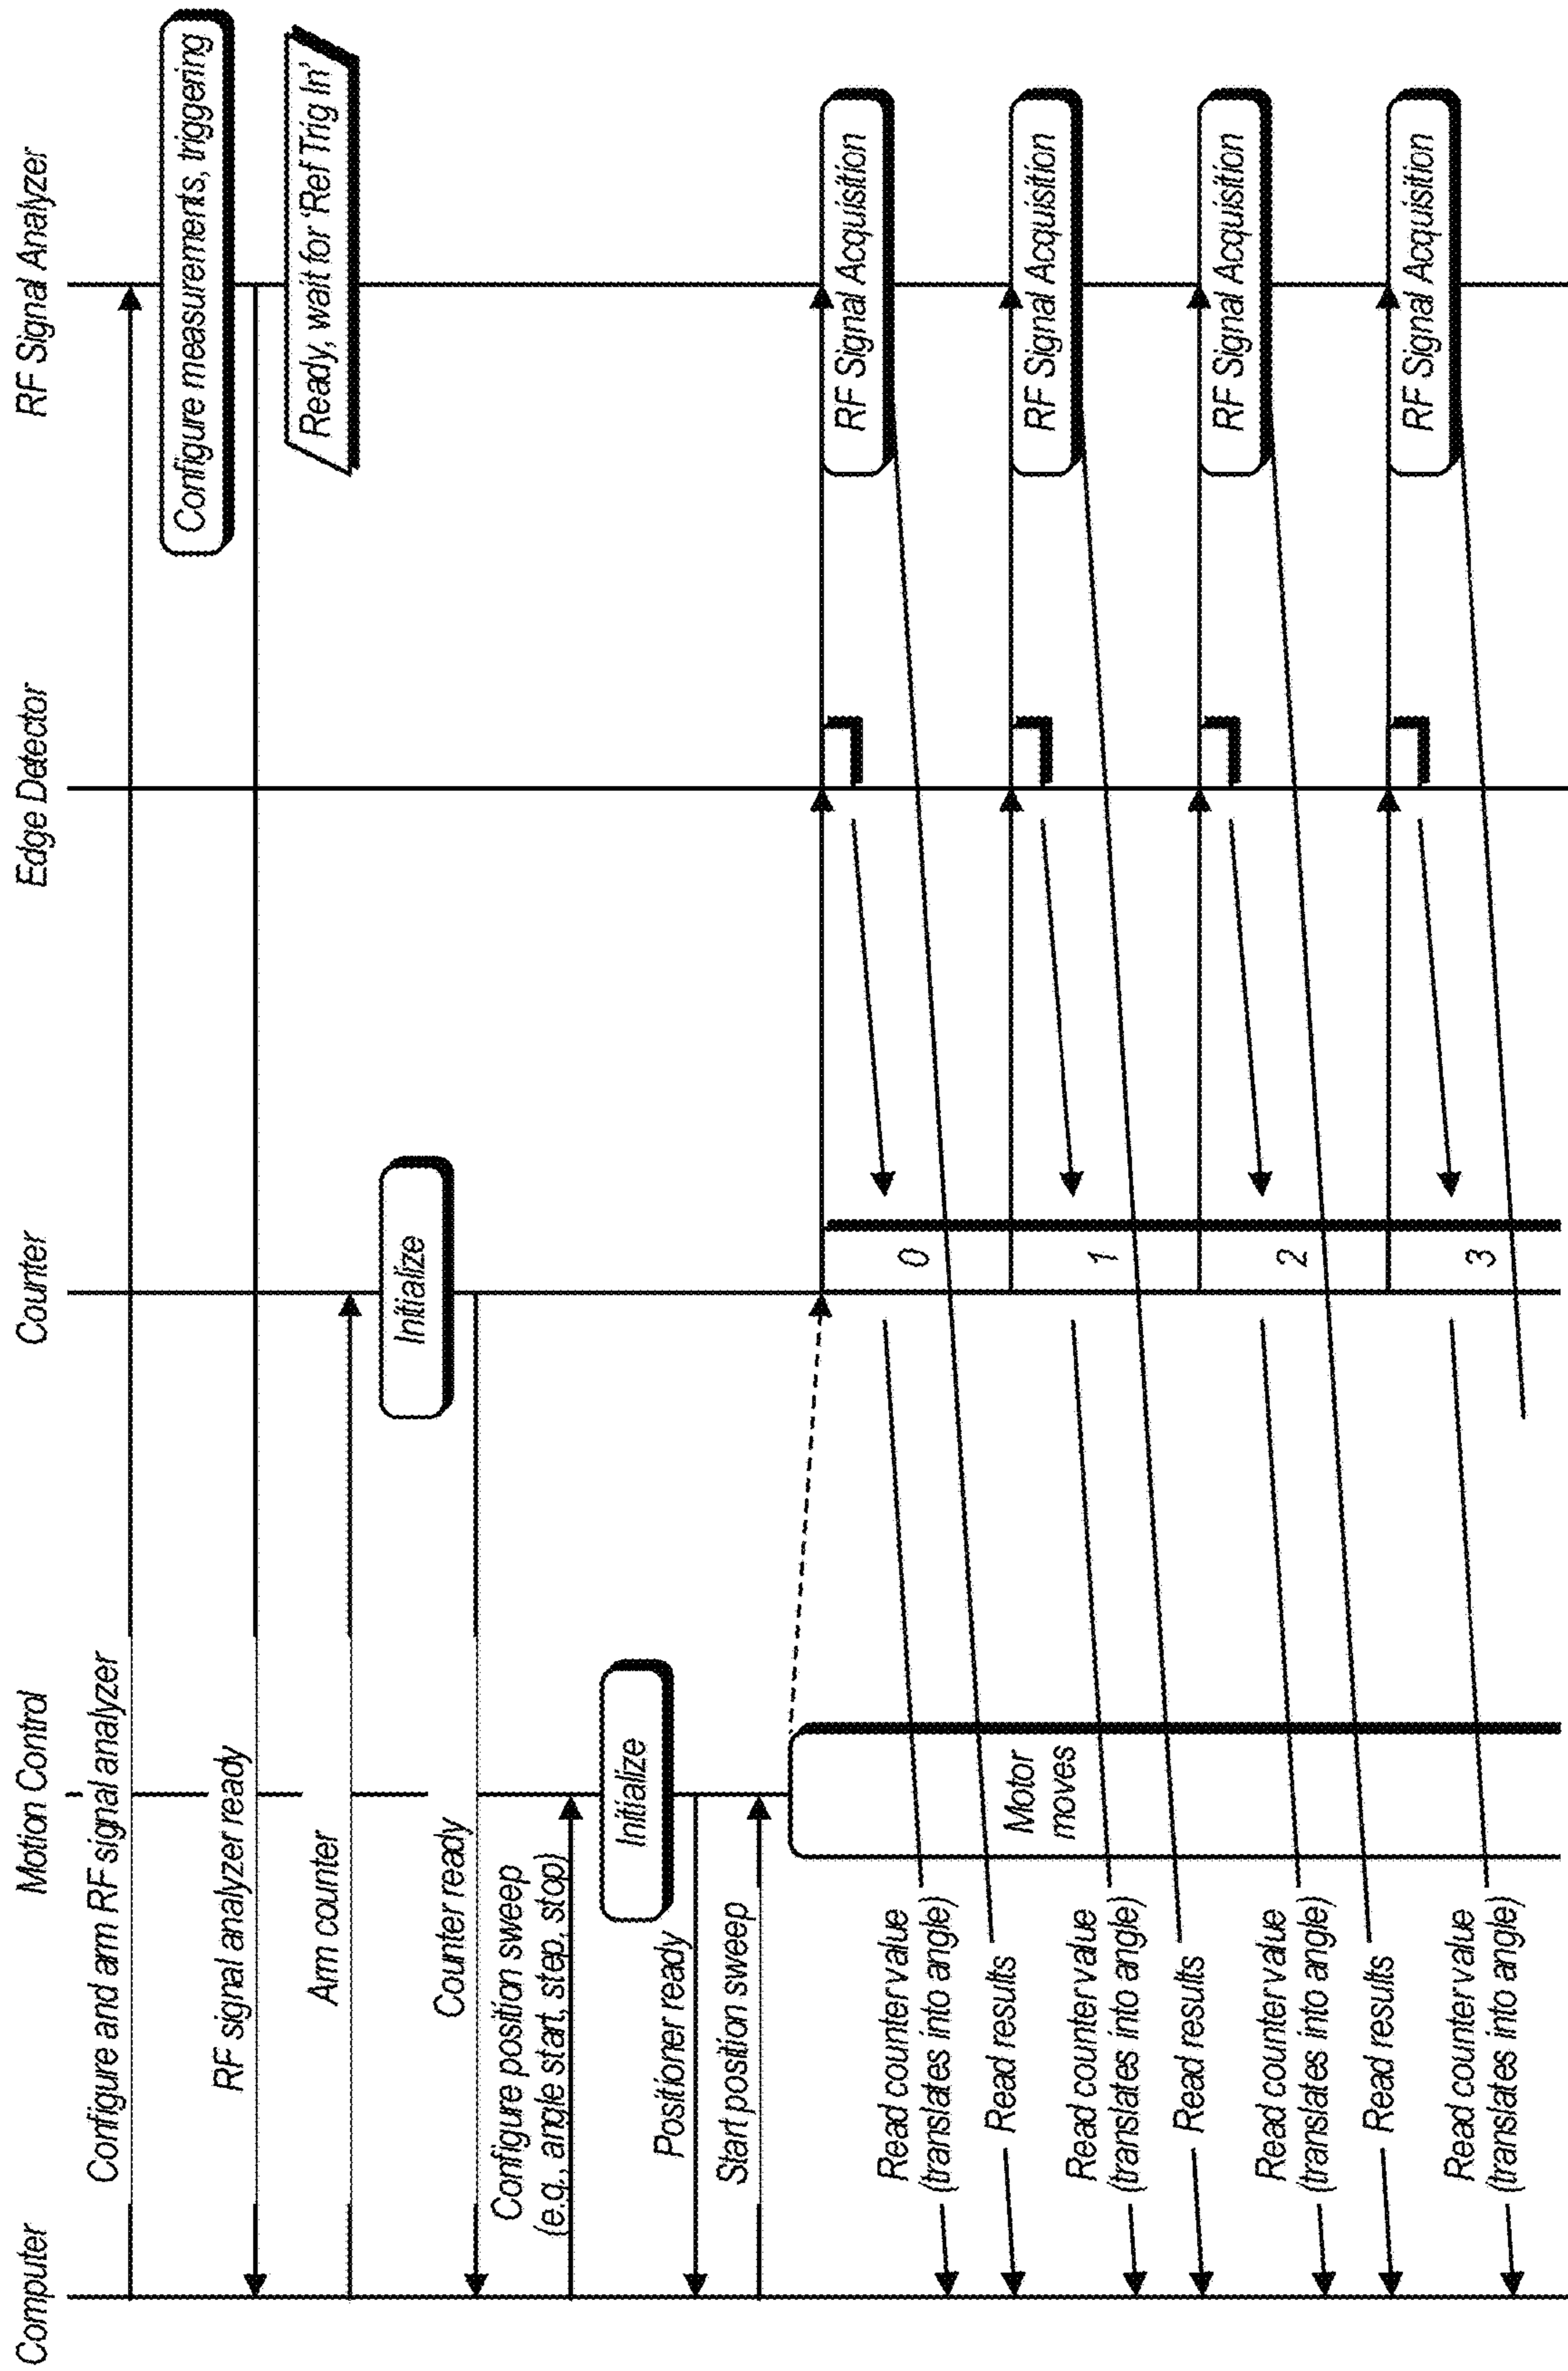 Computer
Motion Control
Counter
Edge Detector
RF Signal Analyzer
Configure and arm RF signal analyzer
Configure measurements, triggering
RF signal analyzer ready
Ready, wait for 'Ref Trig In'
Arm counter
Initialize
Counter ready
Configure position sweep
(e.g., angle start, step, stop)
Initialize
Positioner ready
Start position sweep
RF Signal Acquisition
0
Read counter value
(translates into angle)
Read results
Motor
moves
RF Signal Acquisition
1
Read counter value
(translates into angle)
Read results
RF Signal Acquisition
2
Read counter value
(translates into angle)
Read results
RF Signal Acquisition
3
Read counter value
(translates into angle)